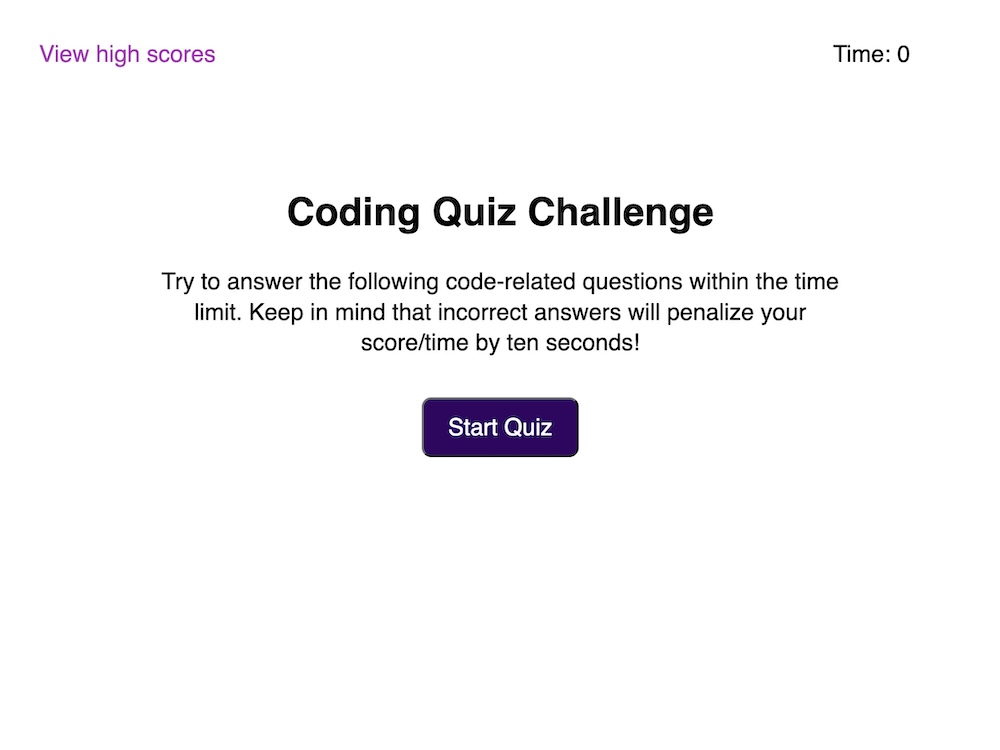 View high scores
Time: 0
Coding Quiz Challenge
Try to answer the following code-related questions within the time
limit. Keep in mind that incorrect answers will penalize your
score/time by ten seconds!
Start Quiz